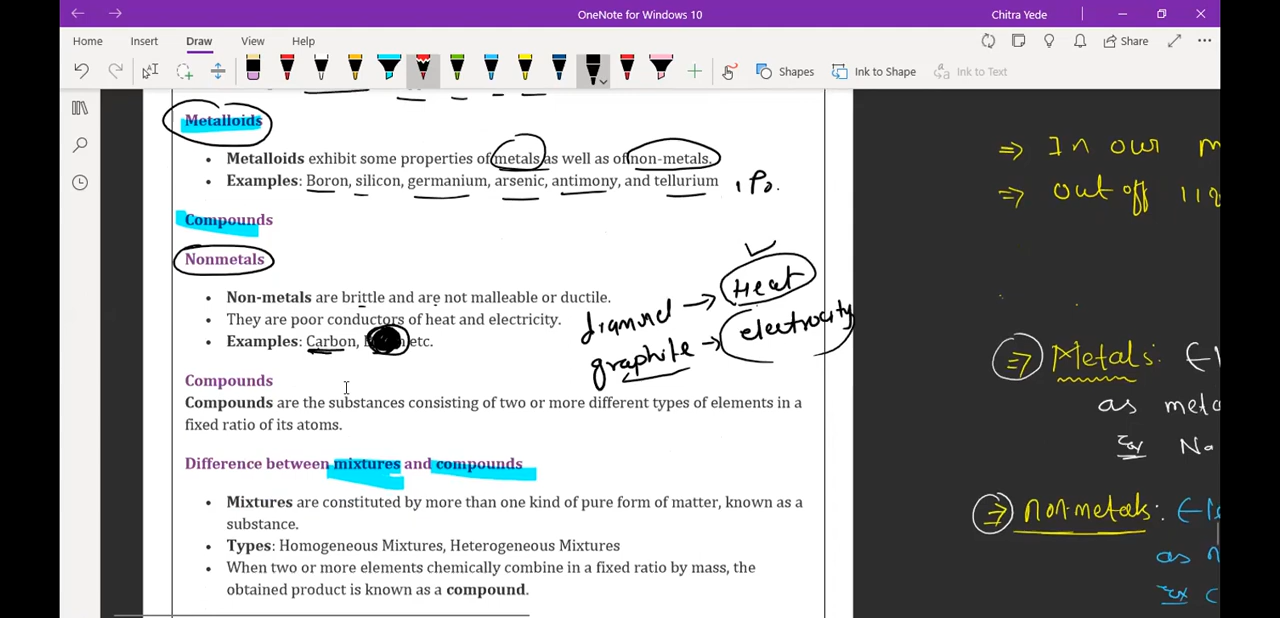 OneNote for Windows 10
Chitra Yede
Home Insert Draw View Help
Share
Shapes
Ink to Shape
Ink to Text
Metalloids
Metalloids exhibit some properties of metals as well as of non-metals.
Examples: Boron, silicon, germanium, arsenic, antimony, and tellurium , Po.
Compounds
Nonmetals
Non-metals are brittle and are not malleable or ductile.
They are poor conductors of heat and electricity.
Examples: Carbon, etc.
diamond → Heat
graphite → electrocity
Compounds
Compounds are the substances consisting of two or more different types of elements in a
fixed ratio of its atoms.
Difference between mixtures and compounds
Mixtures are constituted by more than one kind of pure form of matter, known as a
substance.
Types: Homogeneous Mixtures, Heterogeneous Mixtures
When two or more elements chemically combine in a fixed ratio by mass, the
obtained product is known as a compound.
⇒ In our m
⇒ out off
⇒ Metals:
as meta
Ex Na
⇒ Non-metals:
as n
Ex C